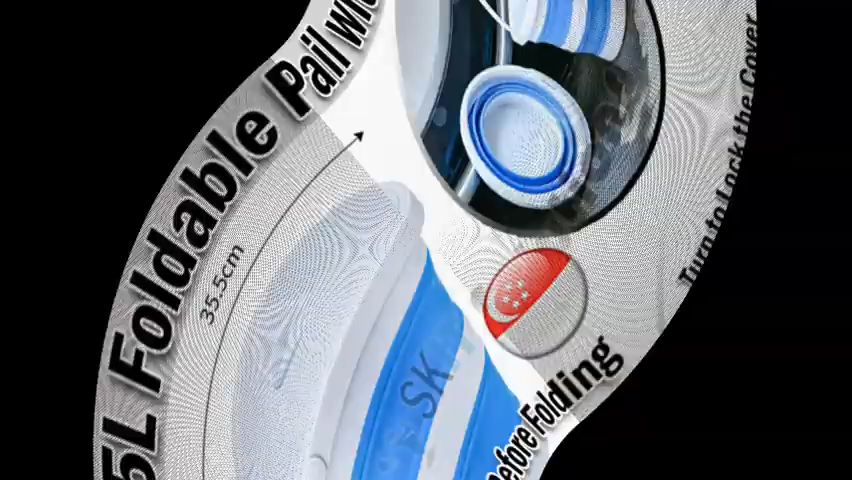 5L Foldable Pail
35.5cm
Turn to Lock the Cover
SK
Before Folding